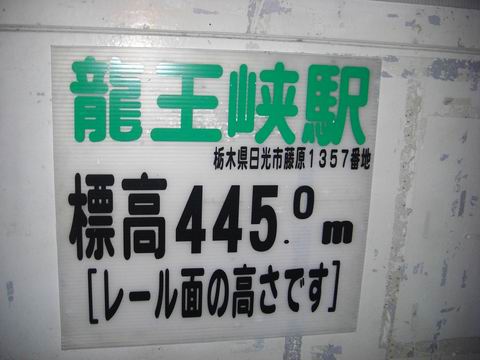 龍王峡駅
栃木県日光市藤原1357番地
標高445.0m
[レール面の高さです]